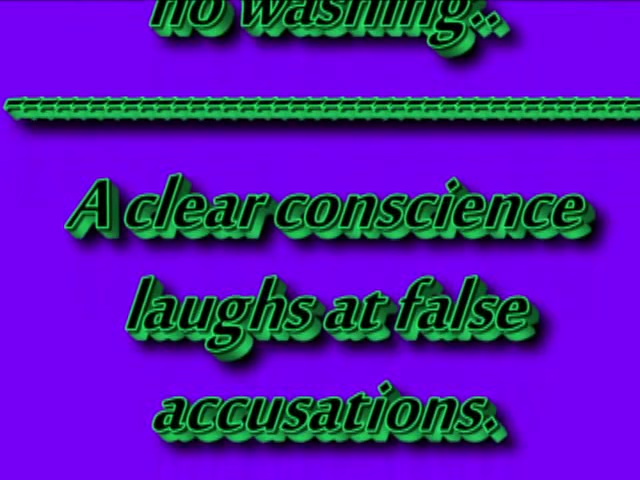 no washing..
A clear conscience
laughs at false
accusations.